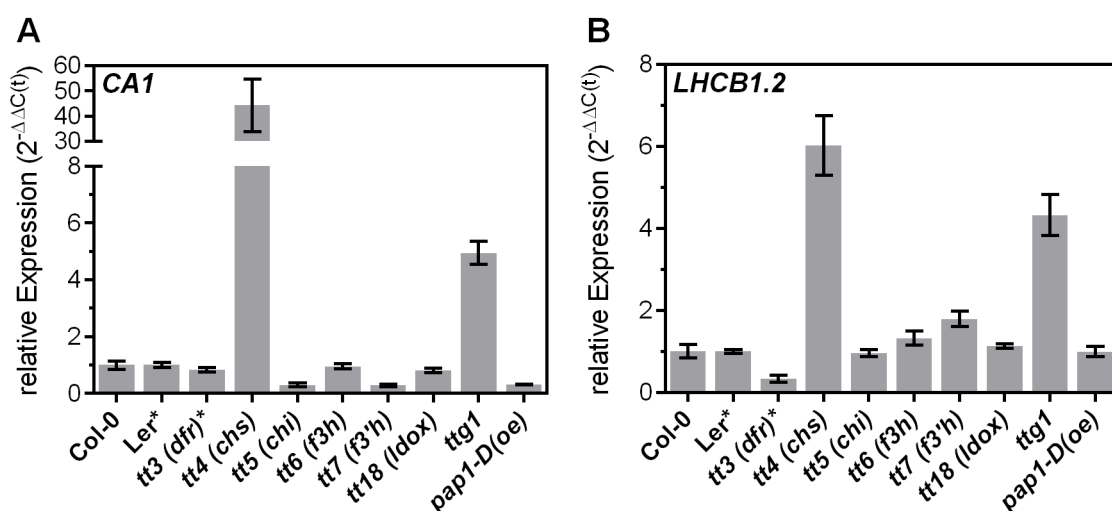 A
CA1
relative Expression (2-ΔΔC(t))
60
50
40
30
8
6
4
2
0
Col-0
Ler*
tt3 (dfr)*
tt4 (chs)
tt5 (chi)
tt6 (f3h)
tt7 (f3'h)
tt18 (ldox)
ttg1
pap1-D(oe)
B
LHCB1.2
relative Expression (2-ΔΔC(t))
8
6
4
2
0
Col-0
Ler*
tt3 (dfr)*
tt4 (chs)
tt5 (chi)
tt6 (f3h)
tt7 (f3'h)
tt18 (ldox)
ttg1
pap1-D(oe)